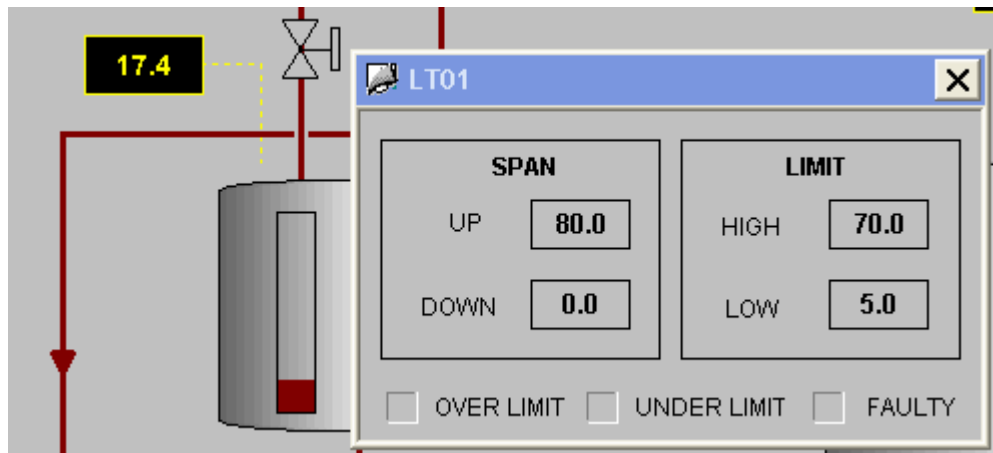 17.4
LT01
SPAN
UP 80.0
DOWN 0.0
LIMIT
HIGH 70.0
LOW 5.0
OVER LIMIT UNDER LIMIT FAULTY